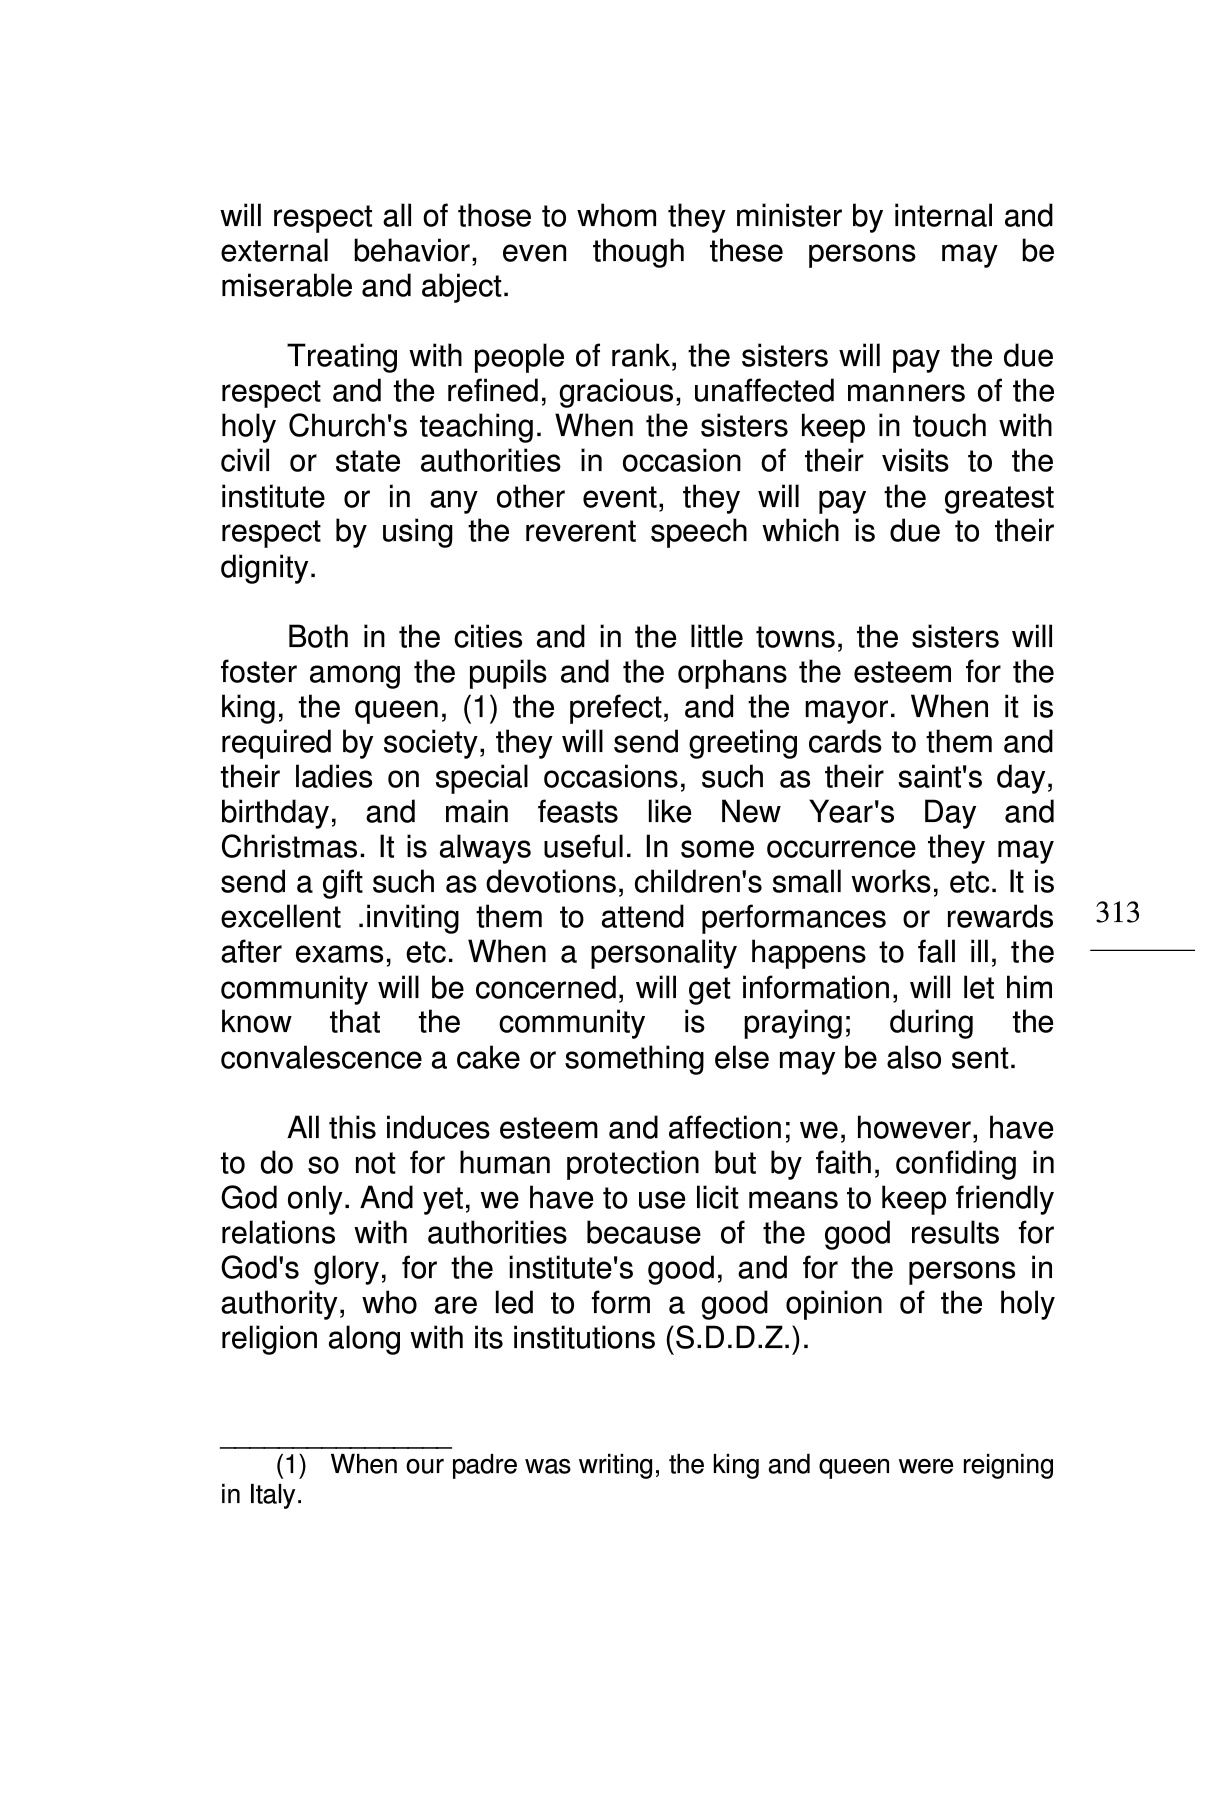 will respect all of those to whom they minister by internal and
external behavior, even though these persons may be
miserable and abject.
Treating with people of rank, the sisters will pay the due
respect and the refined, gracious, unaffected manners of the
holy Church's teaching. When the sisters keep in touch with
civil or state authorities in occasion of their visits to the
institute or in any other event, they will pay the greatest
respect by using the reverent speech which is due to their
dignity.
Both in the cities and in the little towns, the sisters will
foster among the pupils and the orphans the esteem for the
king, the queen, (1) the prefect, and the mayor. When it is
required by society, they will send greeting cards to them and
their ladies on special occasions, such as their saint's day,
birthday, and main feasts like New Year's Day and
Christmas. It is always useful. In some occurrence they may
send a gift such as devotions, children's small works, etc. It is
excellent .inviting them to attend performances or rewards
after exams, etc. When a personality happens to fall ill, the
community will be concerned, will get information, will let him
know that the community is praying; during the
convalescence a cake or something else may be also sent.
All this induces esteem and affection; we, however, have
to do so not for human protection but by faith, confiding in
God only. And yet, we have to use licit means to keep friendly
relations with authorities because of the good results for
God's glory, for the institute's good, and for the persons in
authority, who are led to form a good opinion of the holy
religion along with its institutions (S.D.D.Z.).
(1) When our padre was writing, the king and queen were reigning
in Italy.
313